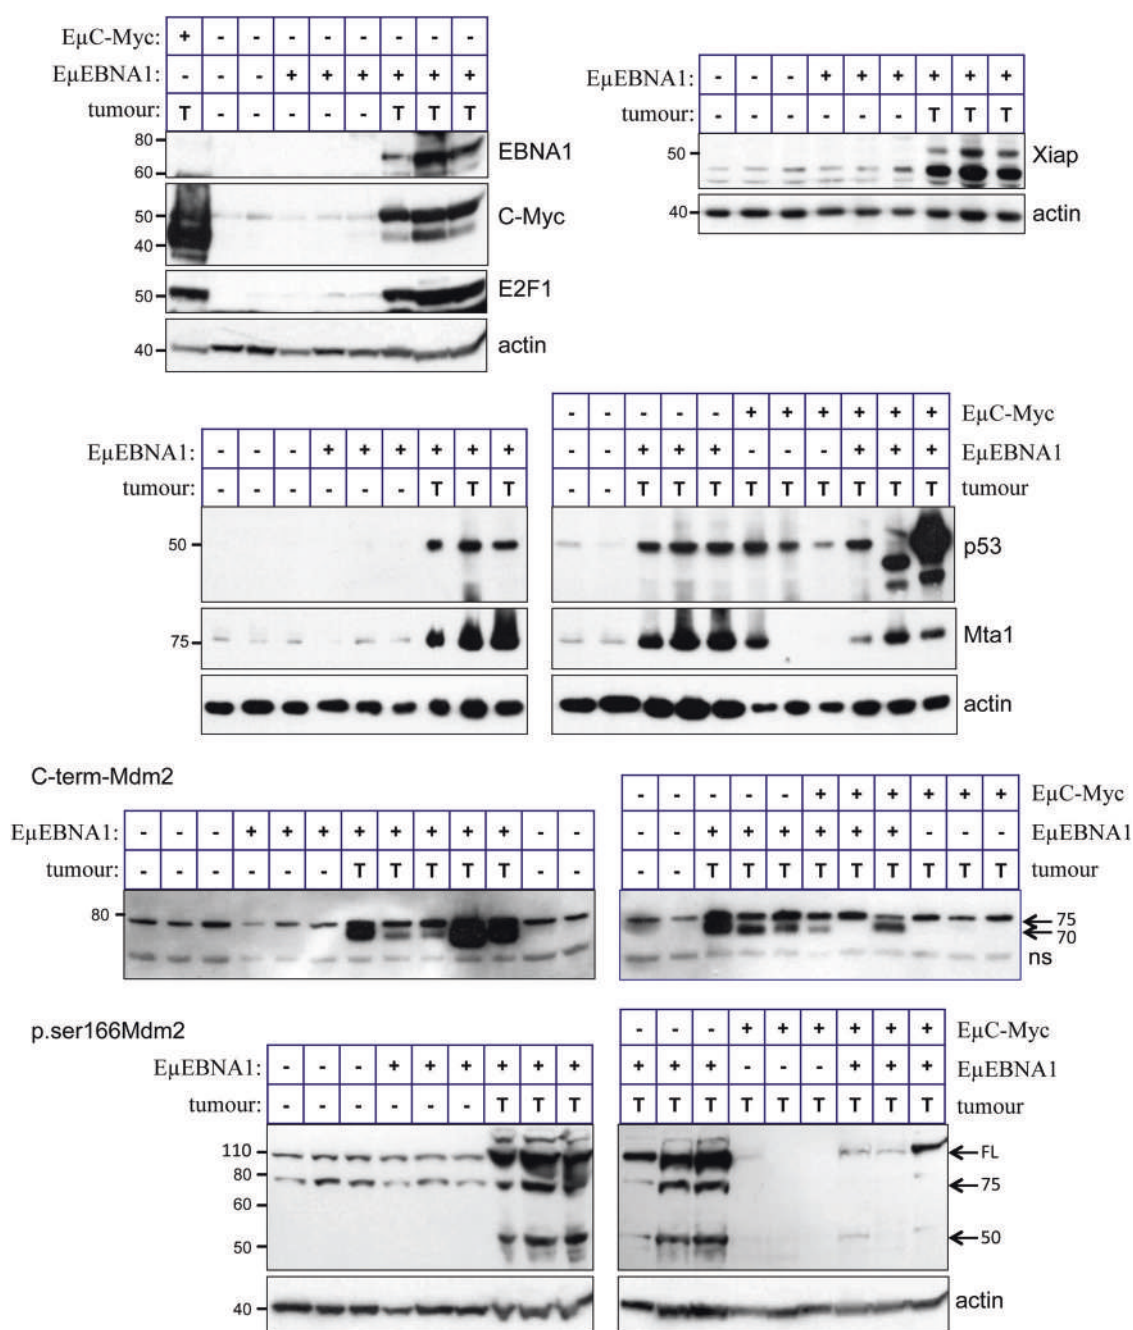 EµC-Myc: + - - - - - - - -
EµEBNA1: - - - + + + + + +
tumour: T - - - - - T T T
80
60
EBNA1
50
40
C-Myc
50
E2F1
40
actin
EµEBNA1: - - - + + + + + +
tumour: - - - - - - T T T
50
Xiap
40
actin
EµEBNA1: - - - + + + + + +
tumour: - - - - - - T T T
- - - - - + + + + + + EµC-Myc
- - + + + - - - + + + EµEBNA1
- - T T T T T T T T T tumour
50
p53
75
Mta1
actin
C-term-Mdm2
EµEBNA1: - - - + + + + + + + + - -
tumour: - - - - - - T T T T T - -
80
- - - - - + + + + + + EµC-Myc
- - + + + + + + - - - EµEBNA1
- - T T T T T T T T T tumour
75
70
ns
p.ser166Mdm2
EµEBNA1: - - - + + + + + +
tumour: - - - - - - T T T
110
80
60
50
40
- - - + + + + + + EµC-Myc
+ + + - - - + + + EµEBNA1
T T T T T T T T T tumour
FL
75
50
actin